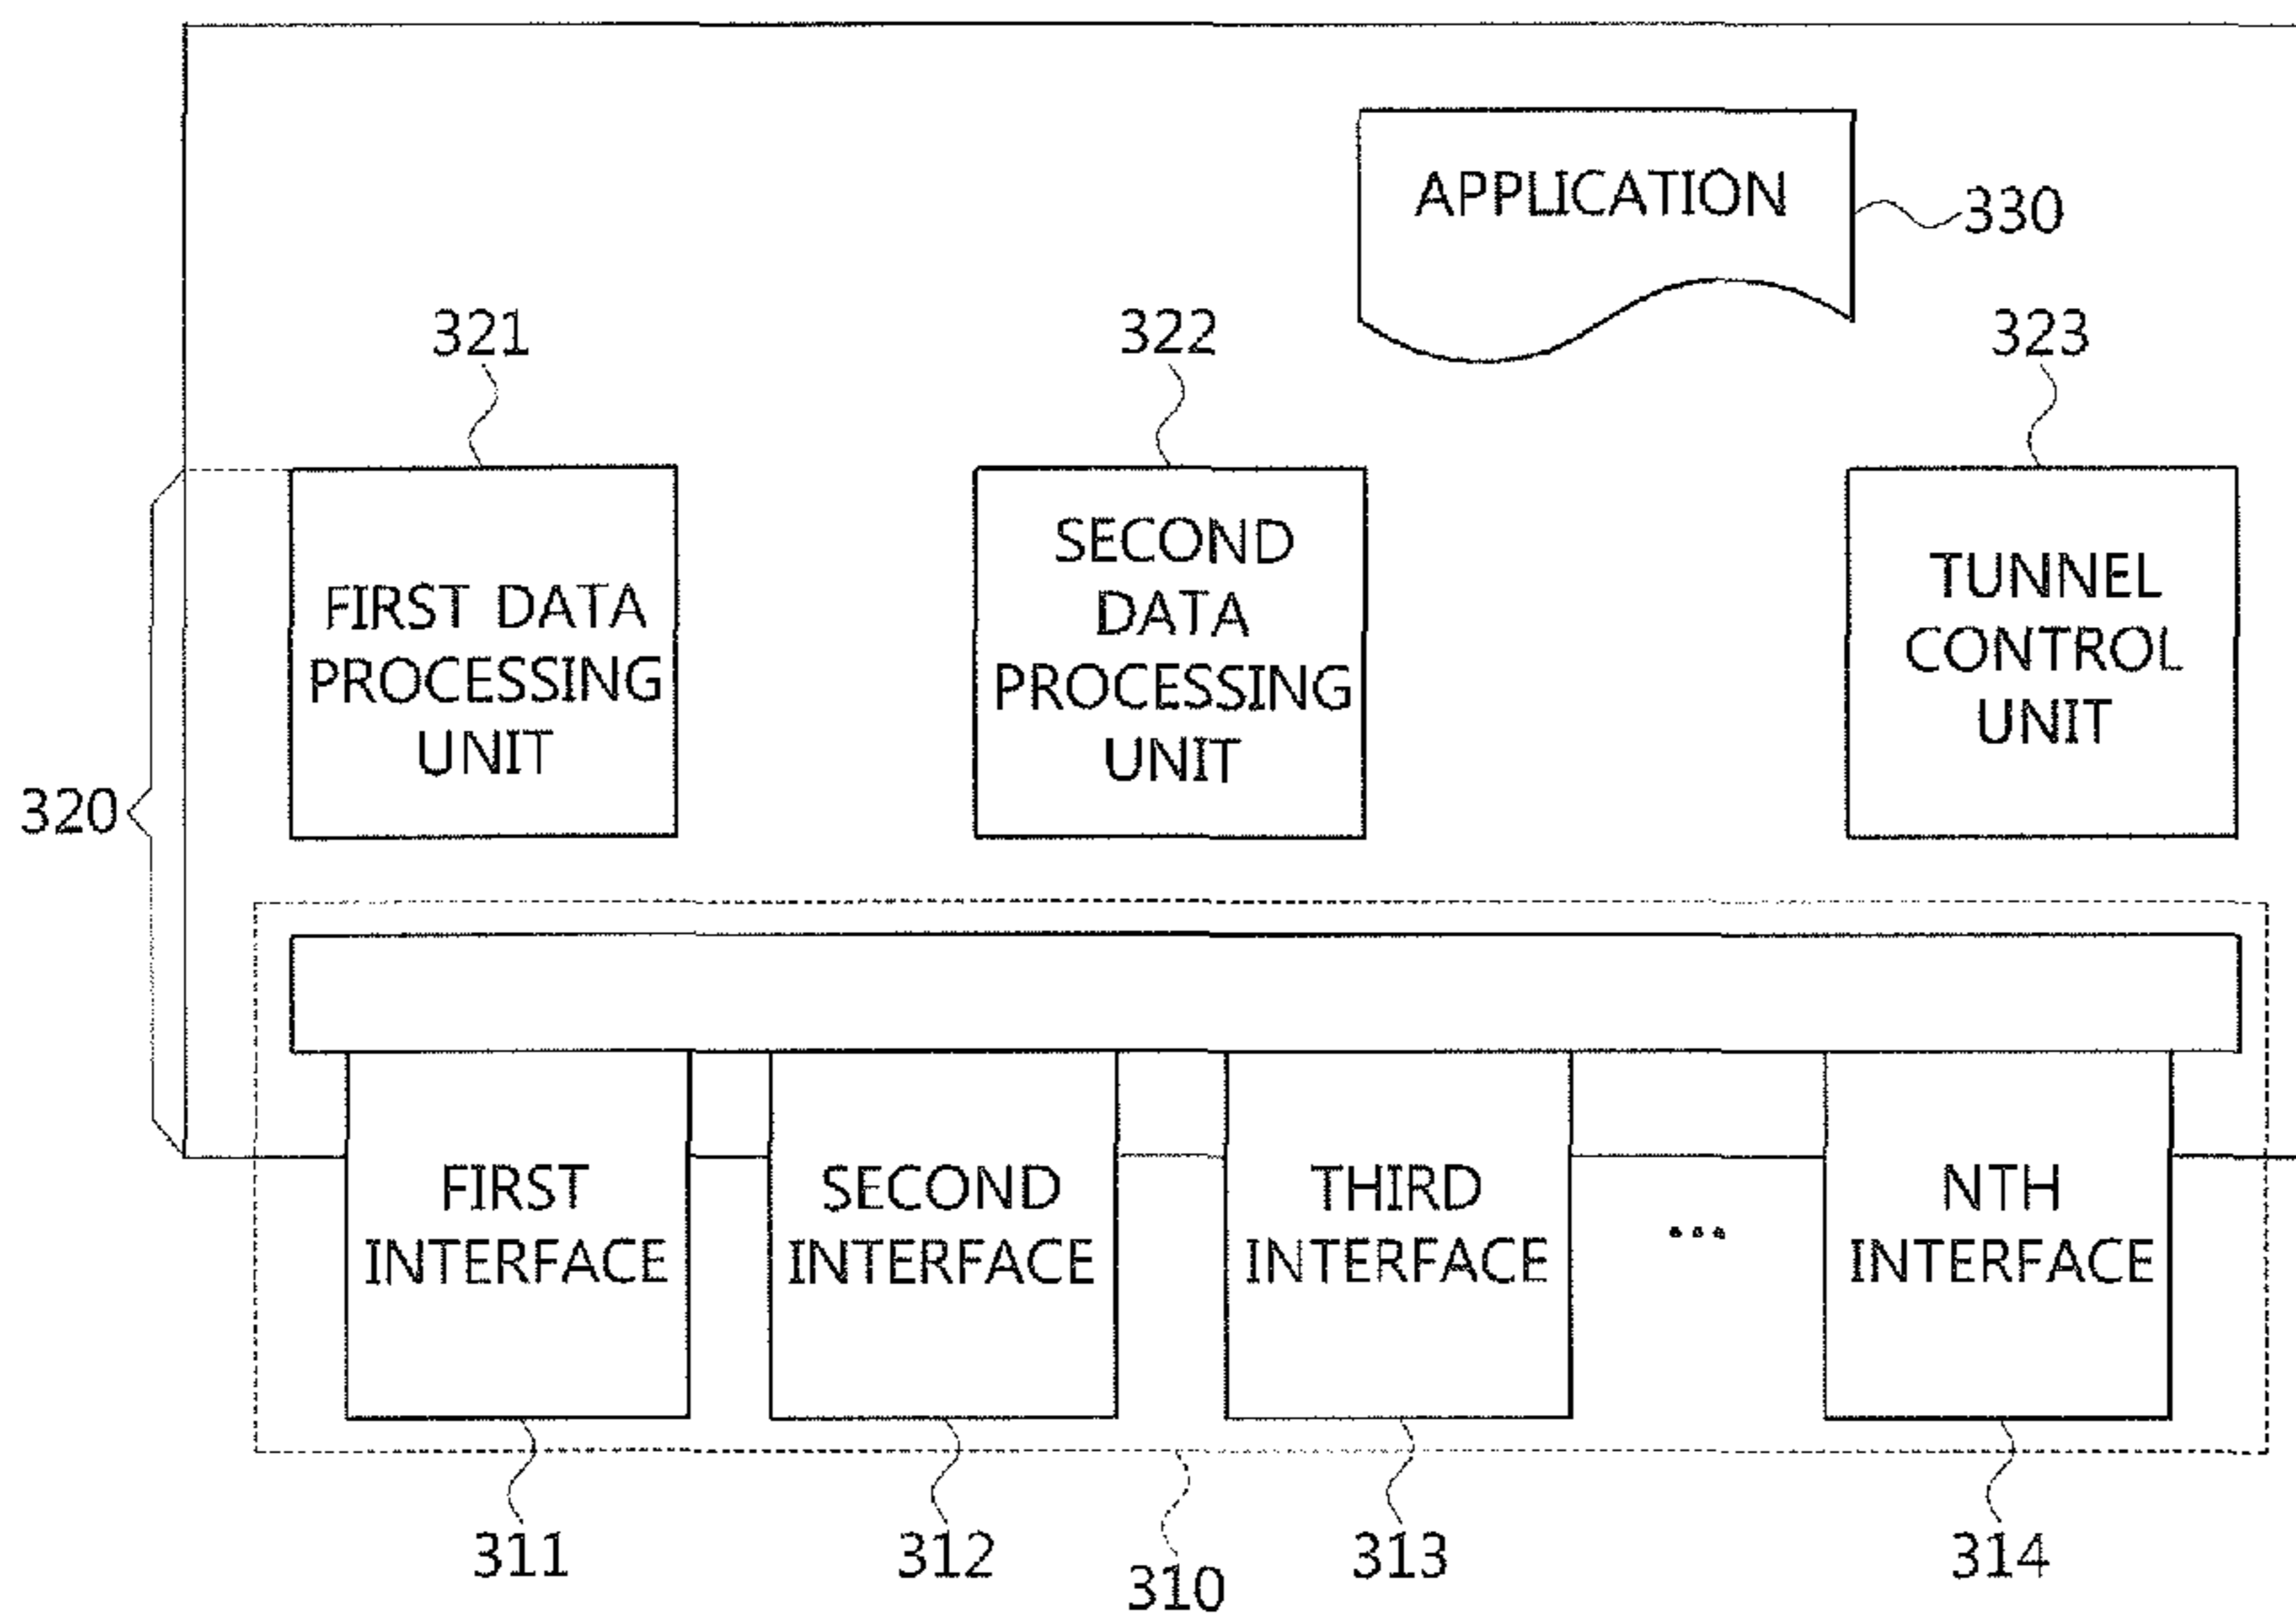 APPLICATION
330
321
322
323
FIRST DATA
PROCESSING
UNIT
SECOND
DATA
PROCESSING
UNIT
TUNNEL
CONTROL
UNIT
320
FIRST
INTERFACE
SECOND
INTERFACE
THIRD
INTERFACE
...
NTH
INTERFACE
311
312
310
313
314